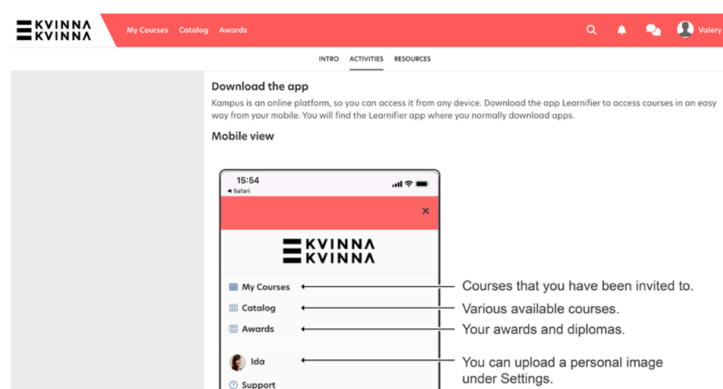 KVINNA
KVINNA
My Courses Catalog Awards
Valery
INTRO ACTIVITIES RESOURCES
Download the app
Kampus is an online platform, so you can access it from any device. Download the app Learnifier to access courses in an easy
way from your mobile. You will find the Learnifier app where you normally download apps.
Mobile view
15:54
◄ Safari
×
KVINNA
KVINNA
My Courses
Courses that you have been invited to.
Catalog
Various available courses.
Awards
Your awards and diplomas.
Ida
You can upload a personal image
under Settings.
Support